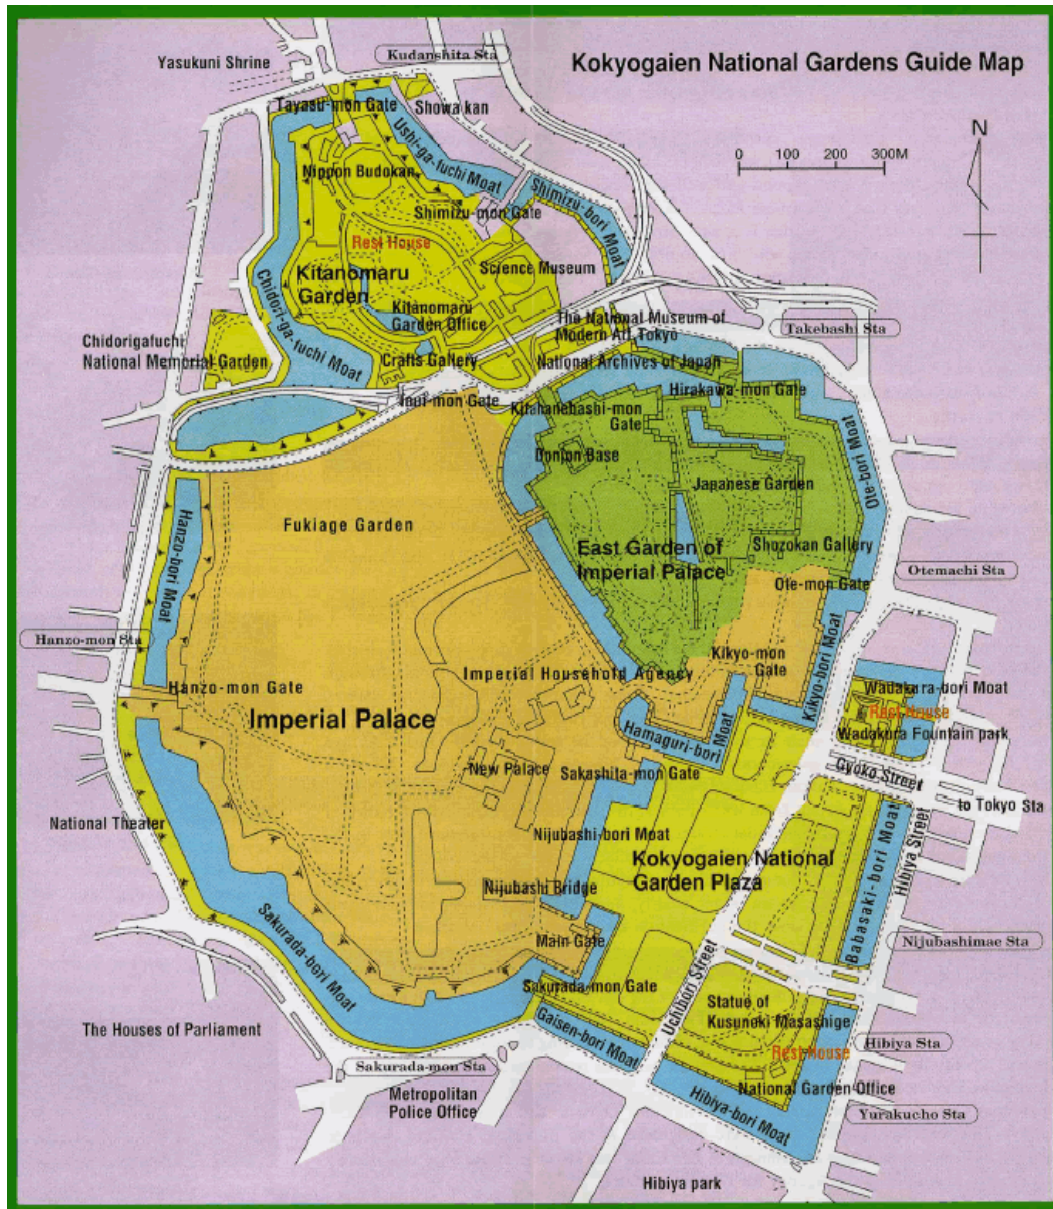 Kokyogaien National Gardens Guide Map
Yasukuni Shrine
Kudanshita Sta
Tayasu-mon Gate
Showa kan
Ushi-ga-fuchi Moat
N
0 100 200 300M
Nippon Budokan
Shimizu-mon Gate
Shimizu-bori Moat
Rest House
Kitanomaru
Garden
Science Museum
Chidori-ga-fuchi Moat
Kitanomaru
Garden Office
The National Museum of
Modern Art, Tokyo
Takebashi Sta
Chidorigafuchi
National Memorial Garden
Crafts Gallery
National Archives of Japan
Inui-mon Gate
Hirakawa-mon Gate
Kitahanebashi-mon
Gate
Donjon Base
Ote-bori Moat
Japanese Garden
Fukiage Garden
Hanzo-bori Moat
East Garden of
Imperial Palace
Shozokan Gallery
Otemachi Sta
Ote-mon Gate
Hanzo-mon Sta
Kikyo-mon
Gate
Kikyo-bori Moat
Imperial Household Agency
Hanzo-mon Gate
Wadakura-bori Moat
Rest House
Wadakura Fountain park
Imperial Palace
Hamaguri-bori Moat
New Palace
Sakashita-mon Gate
Gyoko Street
to Tokyo Sta
National Theater
Nijubashi-bori Moat
Kokyogaien National
Garden Plaza
Hibiya Street
Babasaki-bori Moat
Nijubashi Bridge
Sakurada-bori Moat
Main Gate
Nijubashimae Sta
Sakurada-mon Gate
Uchibori Street
Statue of
Kusunoki Masashige
Gaisen-bori Moat
The Houses of Parliament
Rest House
Hibiya Sta
Sakurada-mon Sta
Metropolitan
Police Office
National Garden Office
Hibiya-bori Moat
Yurakucho Sta
Hibiya park